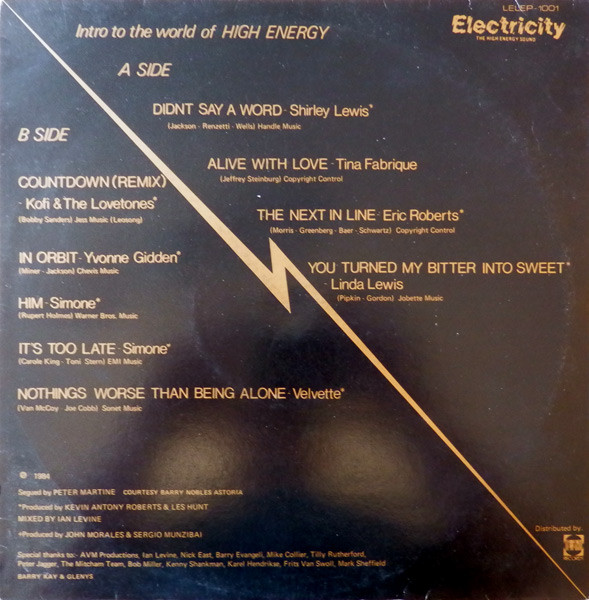 LELEP-1001
Electricity
THE HIGH ENERGY SOUND
Intro to the world of HIGH ENERGY
A SIDE
DIDNT SAY A WORD - Shirley Lewis*
(Jackson - Renzetti - Wells) Handle Music
ALIVE WITH LOVE - Tina Fabrique
(Jeffrey Steinburg) Copyright Control
THE NEXT IN LINE - Eric Roberts*
(Morris - Greenberg - Baer - Schwartz) Copyright Control
YOU TURNED MY BITTER INTO SWEET*
- Linda Lewis
(Pipkin - Gordon) Jobette Music
B SIDE
COUNTDOWN (REMIX)
- Kofi & The Lovetones*
(Bobby Sanders) Jess Music (Leosong)
IN ORBIT - Yvonne Gidden*
(Miner - Jackson) Chevis Music
HIM - Simone*
(Rupert Holmes) Warner Bros. Music
IT'S TOO LATE - Simone*
(Carole King - Toni Stern) EMI Music
NOTHINGS WORSE THAN BEING ALONE - Velvette*
(Van McCoy - Joe Cobb) Sonet Music
℗ 1984
Segued by PETER MARTINE COURTESY BARRY NOBLES ASTORIA
*Produced by KEVIN ANTONY ROBERTS & LES HUNT
MIXED BY IAN LEVINE
+Produced by JOHN MORALES & SERGIO MUNZIBAI
Special thanks to:- AVM Productions, Ian Levine, Nick East, Barry Evangeli, Mike Collier, Tilly Rutherford,
Peter Jagger, The Mitcham Team, Bob Miller, Kenny Shankman, Karel Hendrikse, Frits Van Swoll, Mark Sheffield
BARRY KAY & GLENYS
Distributed by.